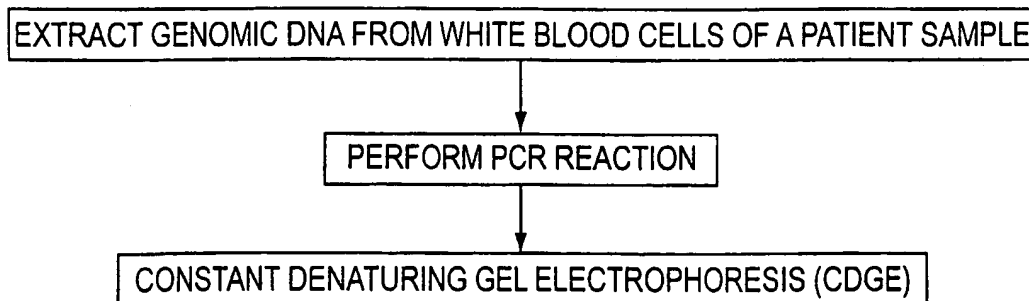 EXTRACT GENOMIC DNA FROM WHITE BLOOD CELLS OF A PATIENT SAMPLE
PERFORM PCR REACTION
CONSTANT DENATURING GEL ELECTROPHORESIS (CDGE)